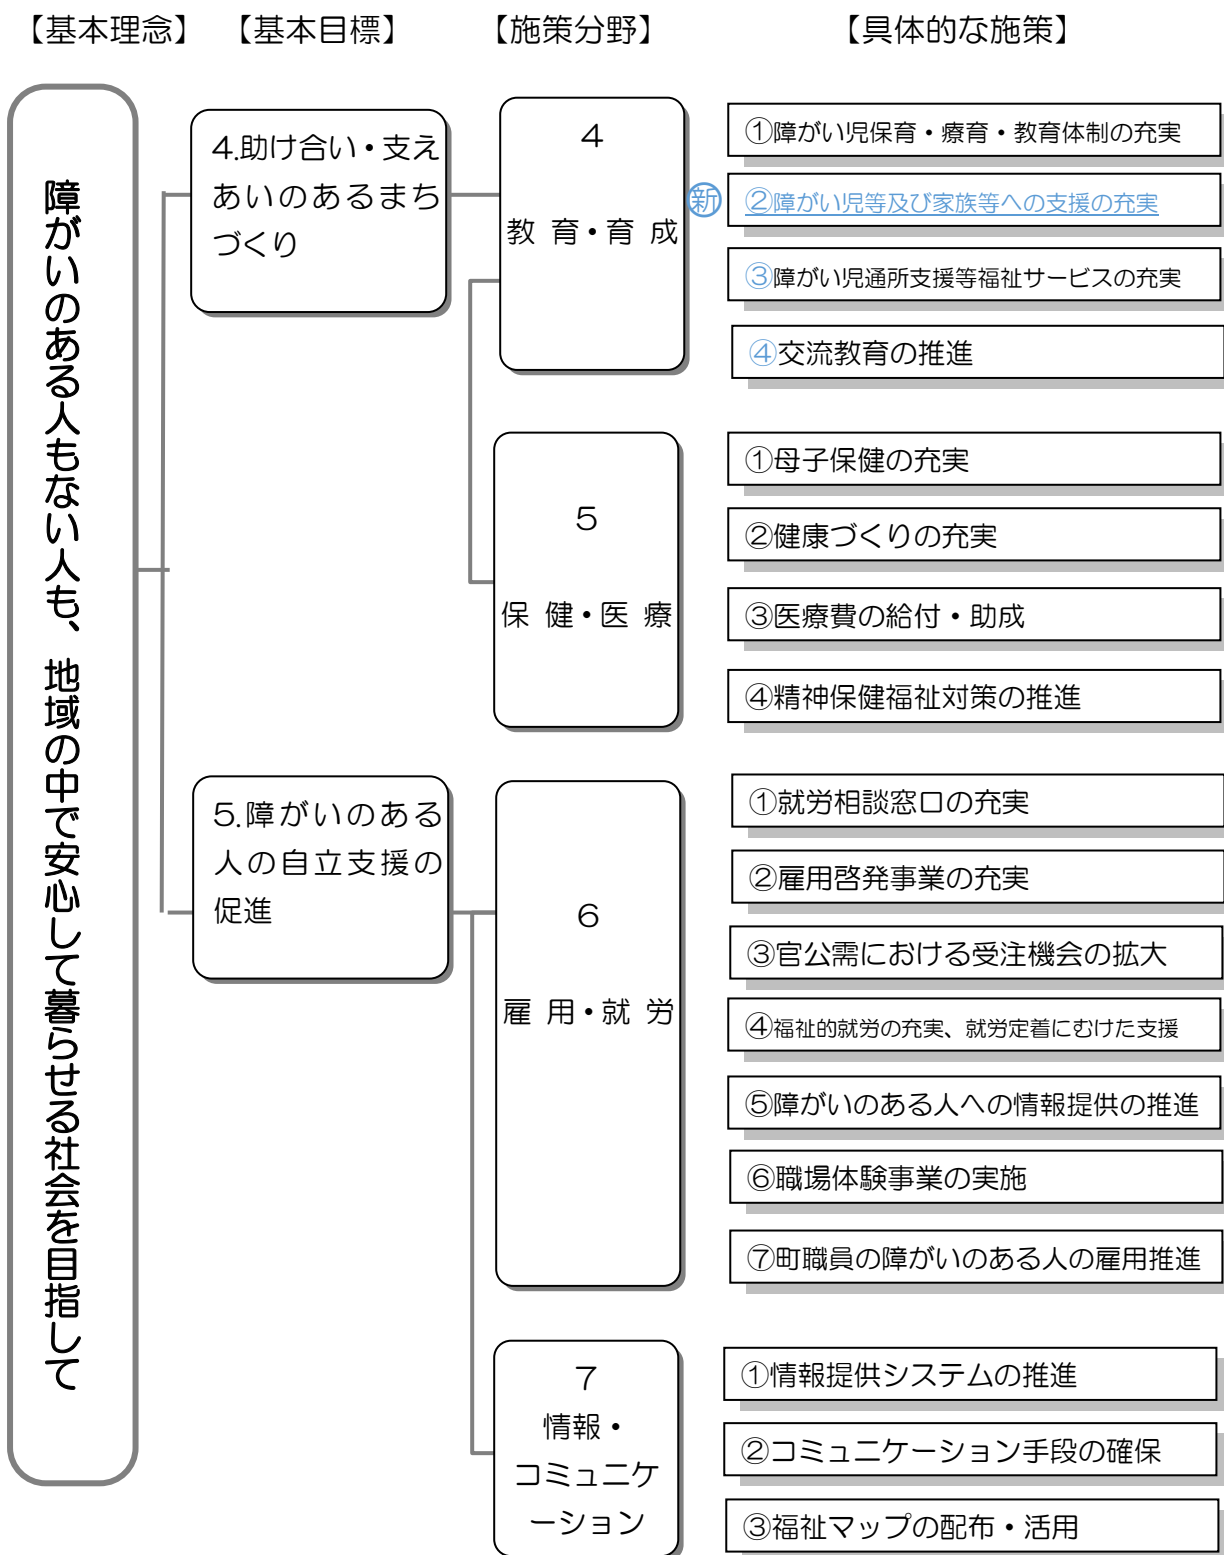 【基本理念】 【基本目標】 【施策分野】 【具体的な施策】
障がいのある人もない人も、地域の中で安心して暮らせる社会を目指して
4.助け合い・支え
あいのあるまち
づくり
4
教 育・育 成
①障がい児保育・療育・教育体制の充実
新
②障がい児等及び家族等への支援の充実
③障がい児通所支援等福祉サービスの充実
④交流教育の推進
5
保 健・医 療
①母子保健の充実
②健康づくりの充実
③医療費の給付・助成
④精神保健福祉対策の推進
5.障がいのある
人の自立支援の
促進
6
雇 用・就 労
①就労相談窓口の充実
②雇用啓発事業の充実
③官公需における受注機会の拡大
④福祉的就労の充実、就労定着にむけた支援
⑤障がいのある人への情報提供の推進
⑥職場体験事業の実施
⑦町職員の障がいのある人の雇用推進
7
情報・
コミュニケ
ーション
①情報提供システムの推進
②コミュニケーション手段の確保
③福祉マップの配布・活用